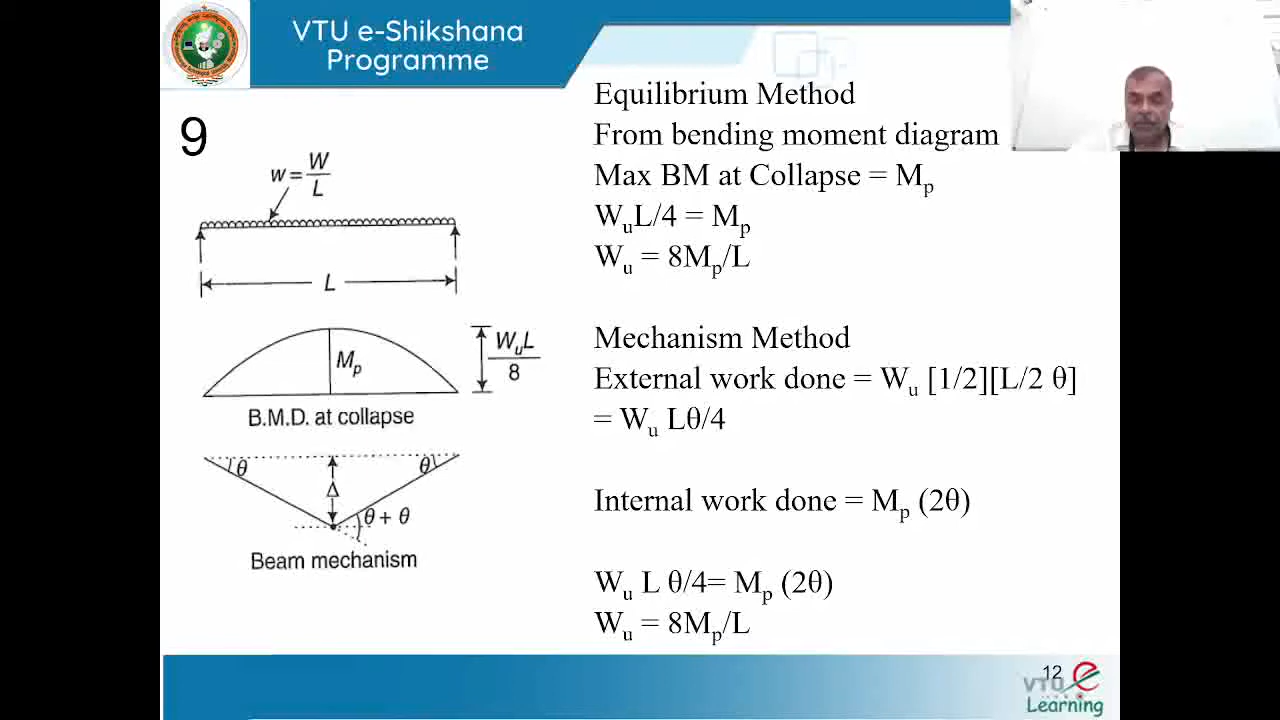 VTU e-Shikshana
Programme
9
w = W/L
L
WᵤL/8
Mₚ
B.M.D. at collapse
θ
θ
Δ
θ + θ
Beam mechanism
Equilibrium Method
From bending moment diagram
Max BM at Collapse = Mₚ
WᵤL/4 = Mₚ
Wᵤ = 8Mₚ/L
Mechanism Method
External work done = Wᵤ [1/2][L/2 θ]
= Wᵤ Lθ/4
Internal work done = Mₚ (2θ)
Wᵤ L θ/4= Mₚ (2θ)
Wᵤ = 8Mₚ/L
12
VTU e
Learning